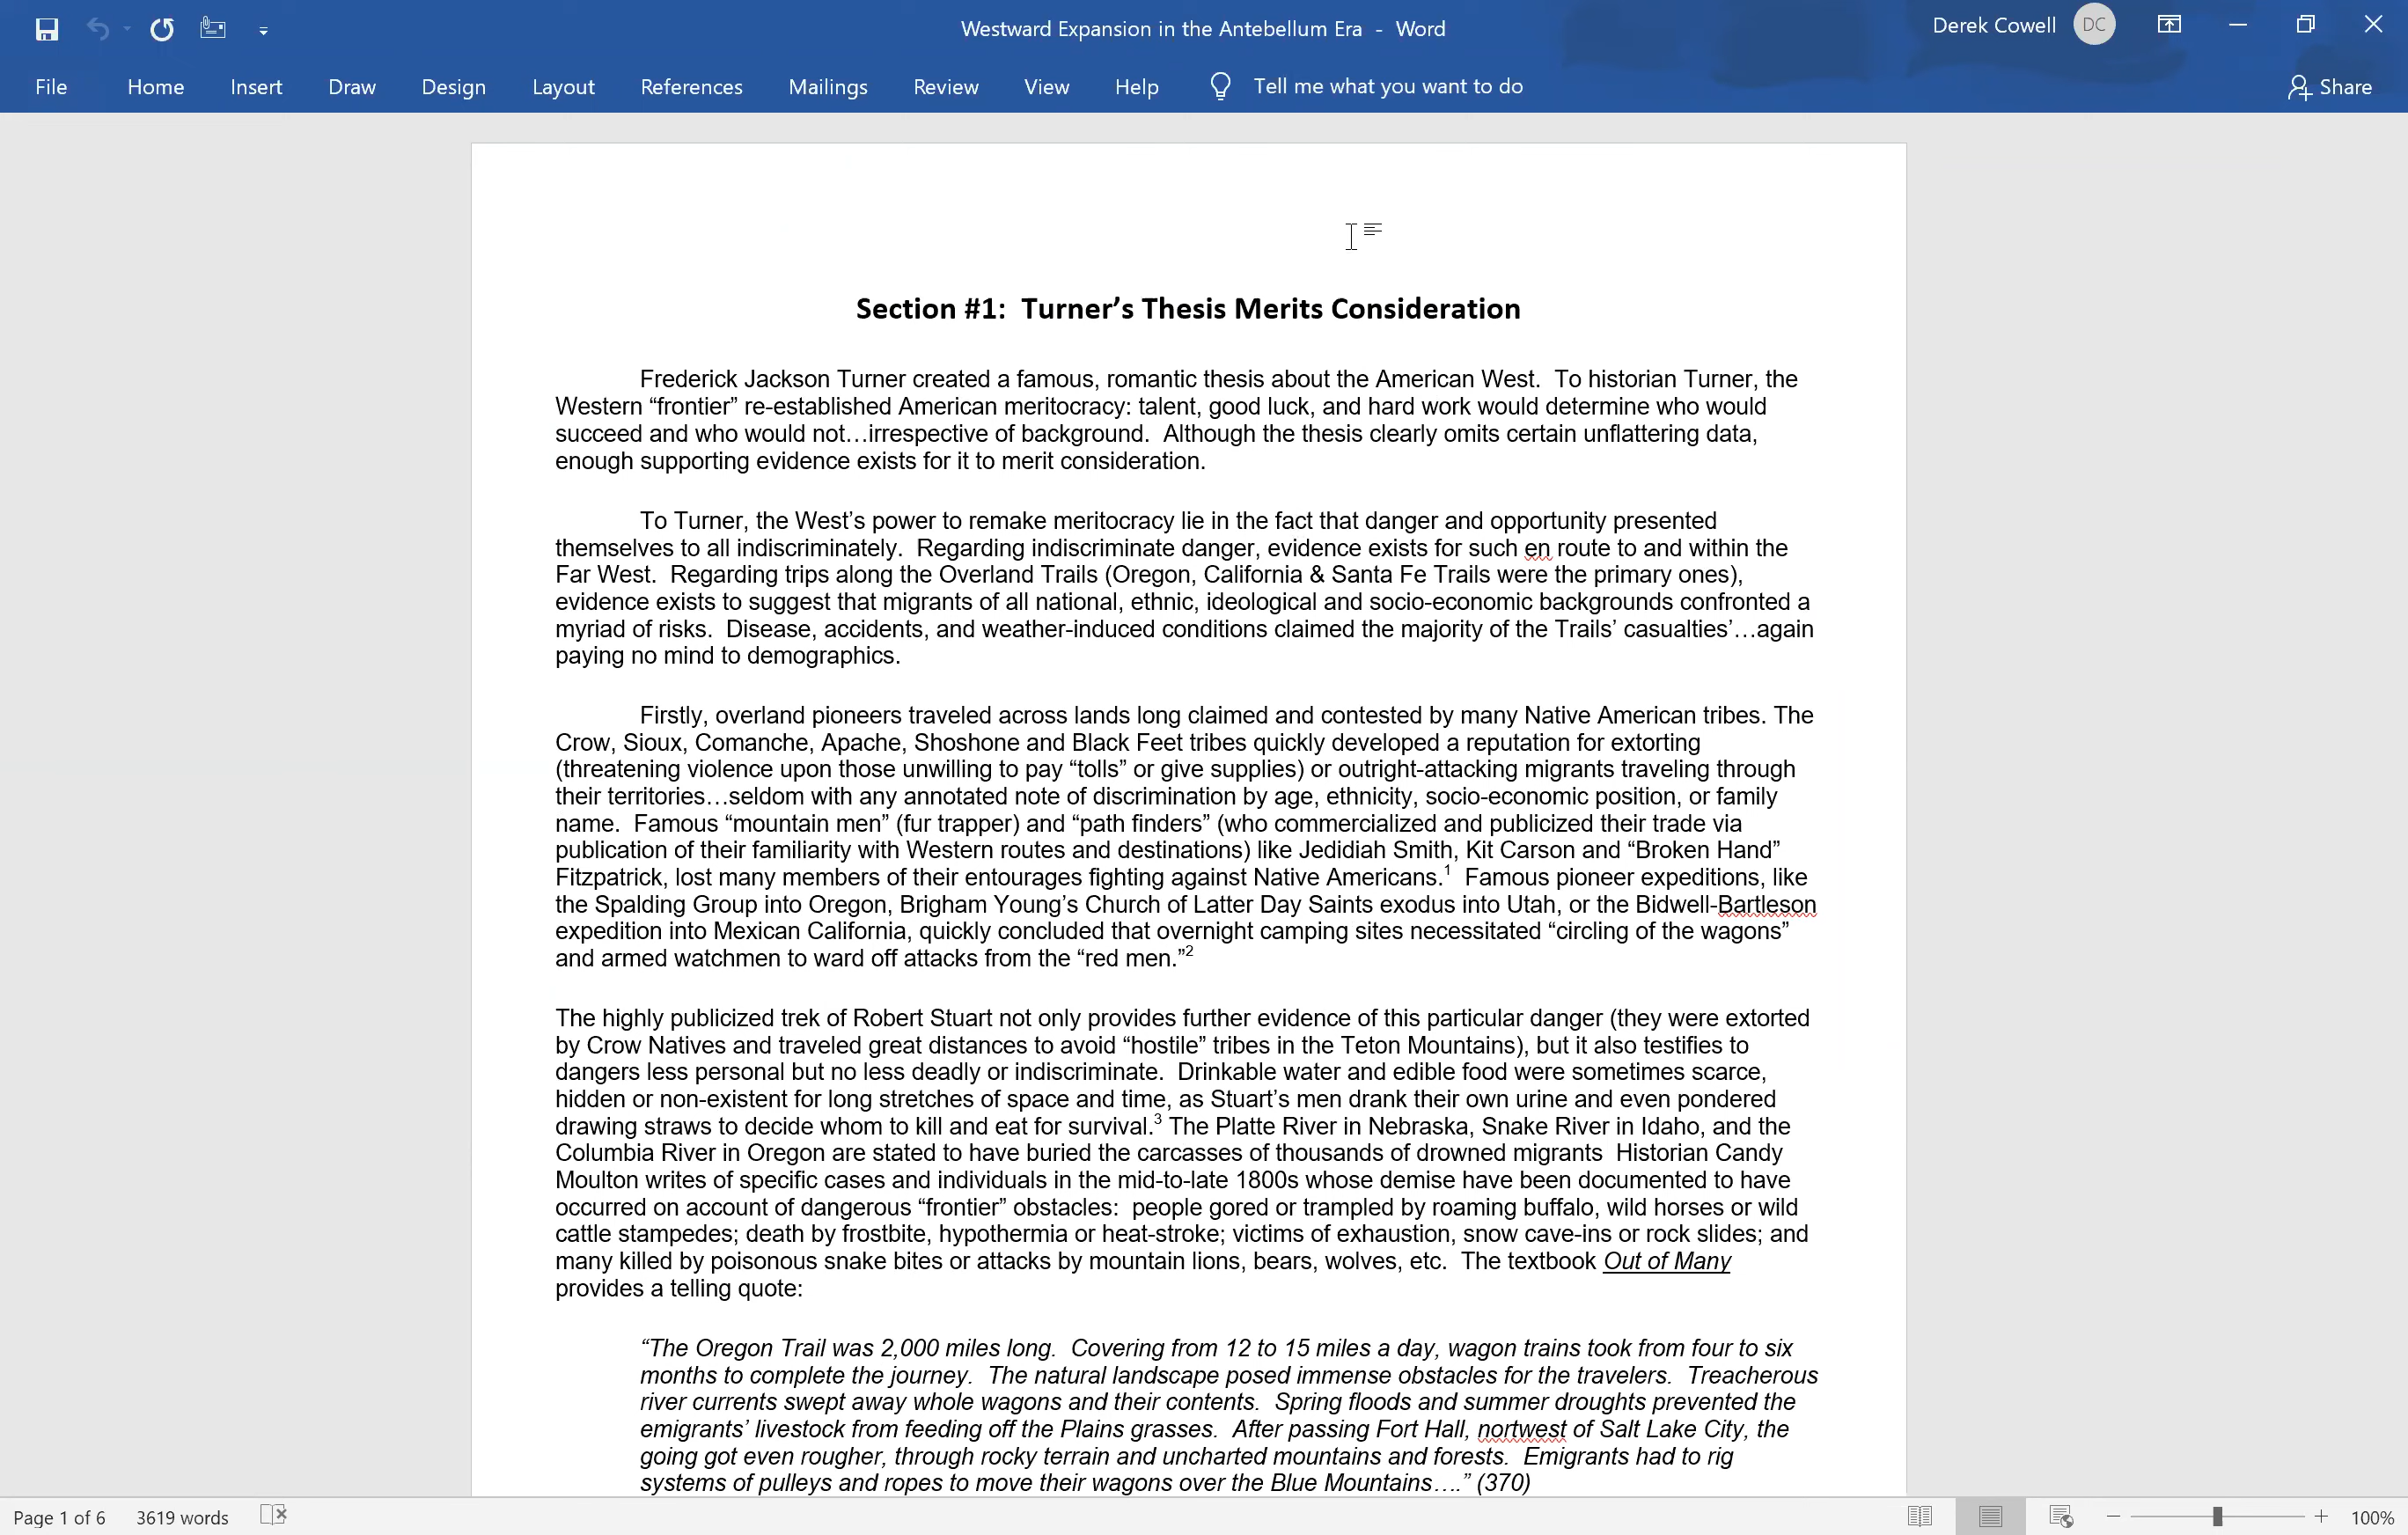 Westward Expansion in the Antebellum Era - Word
Derek Cowell DC
File Home Insert Draw Design Layout References Mailings Review View Help Tell me what you want to do Share
Section #1:  Turner’s Thesis Merits Consideration
Frederick Jackson Turner created a famous, romantic thesis about the American West.  To historian Turner, the
Western “frontier” re-established American meritocracy: talent, good luck, and hard work would determine who would
succeed and who would not…irrespective of background.  Although the thesis clearly omits certain unflattering data,
enough supporting evidence exists for it to merit consideration.
To Turner, the West’s power to remake meritocracy lie in the fact that danger and opportunity presented
themselves to all indiscriminately.  Regarding indiscriminate danger, evidence exists for such en route to and within the
Far West.  Regarding trips along the Overland Trails (Oregon, California & Santa Fe Trails were the primary ones),
evidence exists to suggest that migrants of all national, ethnic, ideological and socio-economic backgrounds confronted a
myriad of risks.  Disease, accidents, and weather-induced conditions claimed the majority of the Trails’ casualties’…again
paying no mind to demographics.
Firstly, overland pioneers traveled across lands long claimed and contested by many Native American tribes. The
Crow, Sioux, Comanche, Apache, Shoshone and Black Feet tribes quickly developed a reputation for extorting
(threatening violence upon those unwilling to pay “tolls” or give supplies) or outright-attacking migrants traveling through
their territories…seldom with any annotated note of discrimination by age, ethnicity, socio-economic position, or family
name.  Famous “mountain men” (fur trapper) and “path finders” (who commercialized and publicized their trade via
publication of their familiarity with Western routes and destinations) like Jedidiah Smith, Kit Carson and “Broken Hand”
Fitzpatrick, lost many members of their entourages fighting against Native Americans.1  Famous pioneer expeditions, like
the Spalding Group into Oregon, Brigham Young’s Church of Latter Day Saints exodus into Utah, or the Bidwell-Bartleson
expedition into Mexican California, quickly concluded that overnight camping sites necessitated “circling of the wagons”
and armed watchmen to ward off attacks from the “red men.”2
The highly publicized trek of Robert Stuart not only provides further evidence of this particular danger (they were extorted
by Crow Natives and traveled great distances to avoid “hostile” tribes in the Teton Mountains), but it also testifies to
dangers less personal but no less deadly or indiscriminate.  Drinkable water and edible food were sometimes scarce,
hidden or non-existent for long stretches of space and time, as Stuart’s men drank their own urine and even pondered
drawing straws to decide whom to kill and eat for survival.3 The Platte River in Nebraska, Snake River in Idaho, and the
Columbia River in Oregon are stated to have buried the carcasses of thousands of drowned migrants  Historian Candy
Moulton writes of specific cases and individuals in the mid-to-late 1800s whose demise have been documented to have
occurred on account of dangerous “frontier” obstacles:  people gored or trampled by roaming buffalo, wild horses or wild
cattle stampedes; death by frostbite, hypothermia or heat-stroke; victims of exhaustion, snow cave-ins or rock slides; and
many killed by poisonous snake bites or attacks by mountain lions, bears, wolves, etc.  The textbook Out of Many
provides a telling quote:
“The Oregon Trail was 2,000 miles long.  Covering from 12 to 15 miles a day, wagon trains took from four to six
months to complete the journey.  The natural landscape posed immense obstacles for the travelers.  Treacherous
river currents swept away whole wagons and their contents.  Spring floods and summer droughts prevented the
emigrants’ livestock from feeding off the Plains grasses.  After passing Fort Hall, nortwest of Salt Lake City, the
going got even rougher, through rocky terrain and uncharted mountains and forests.  Emigrants had to rig
systems of pulleys and ropes to move their wagons over the Blue Mountains….” (370)
Page 1 of 6 3619 words 100%